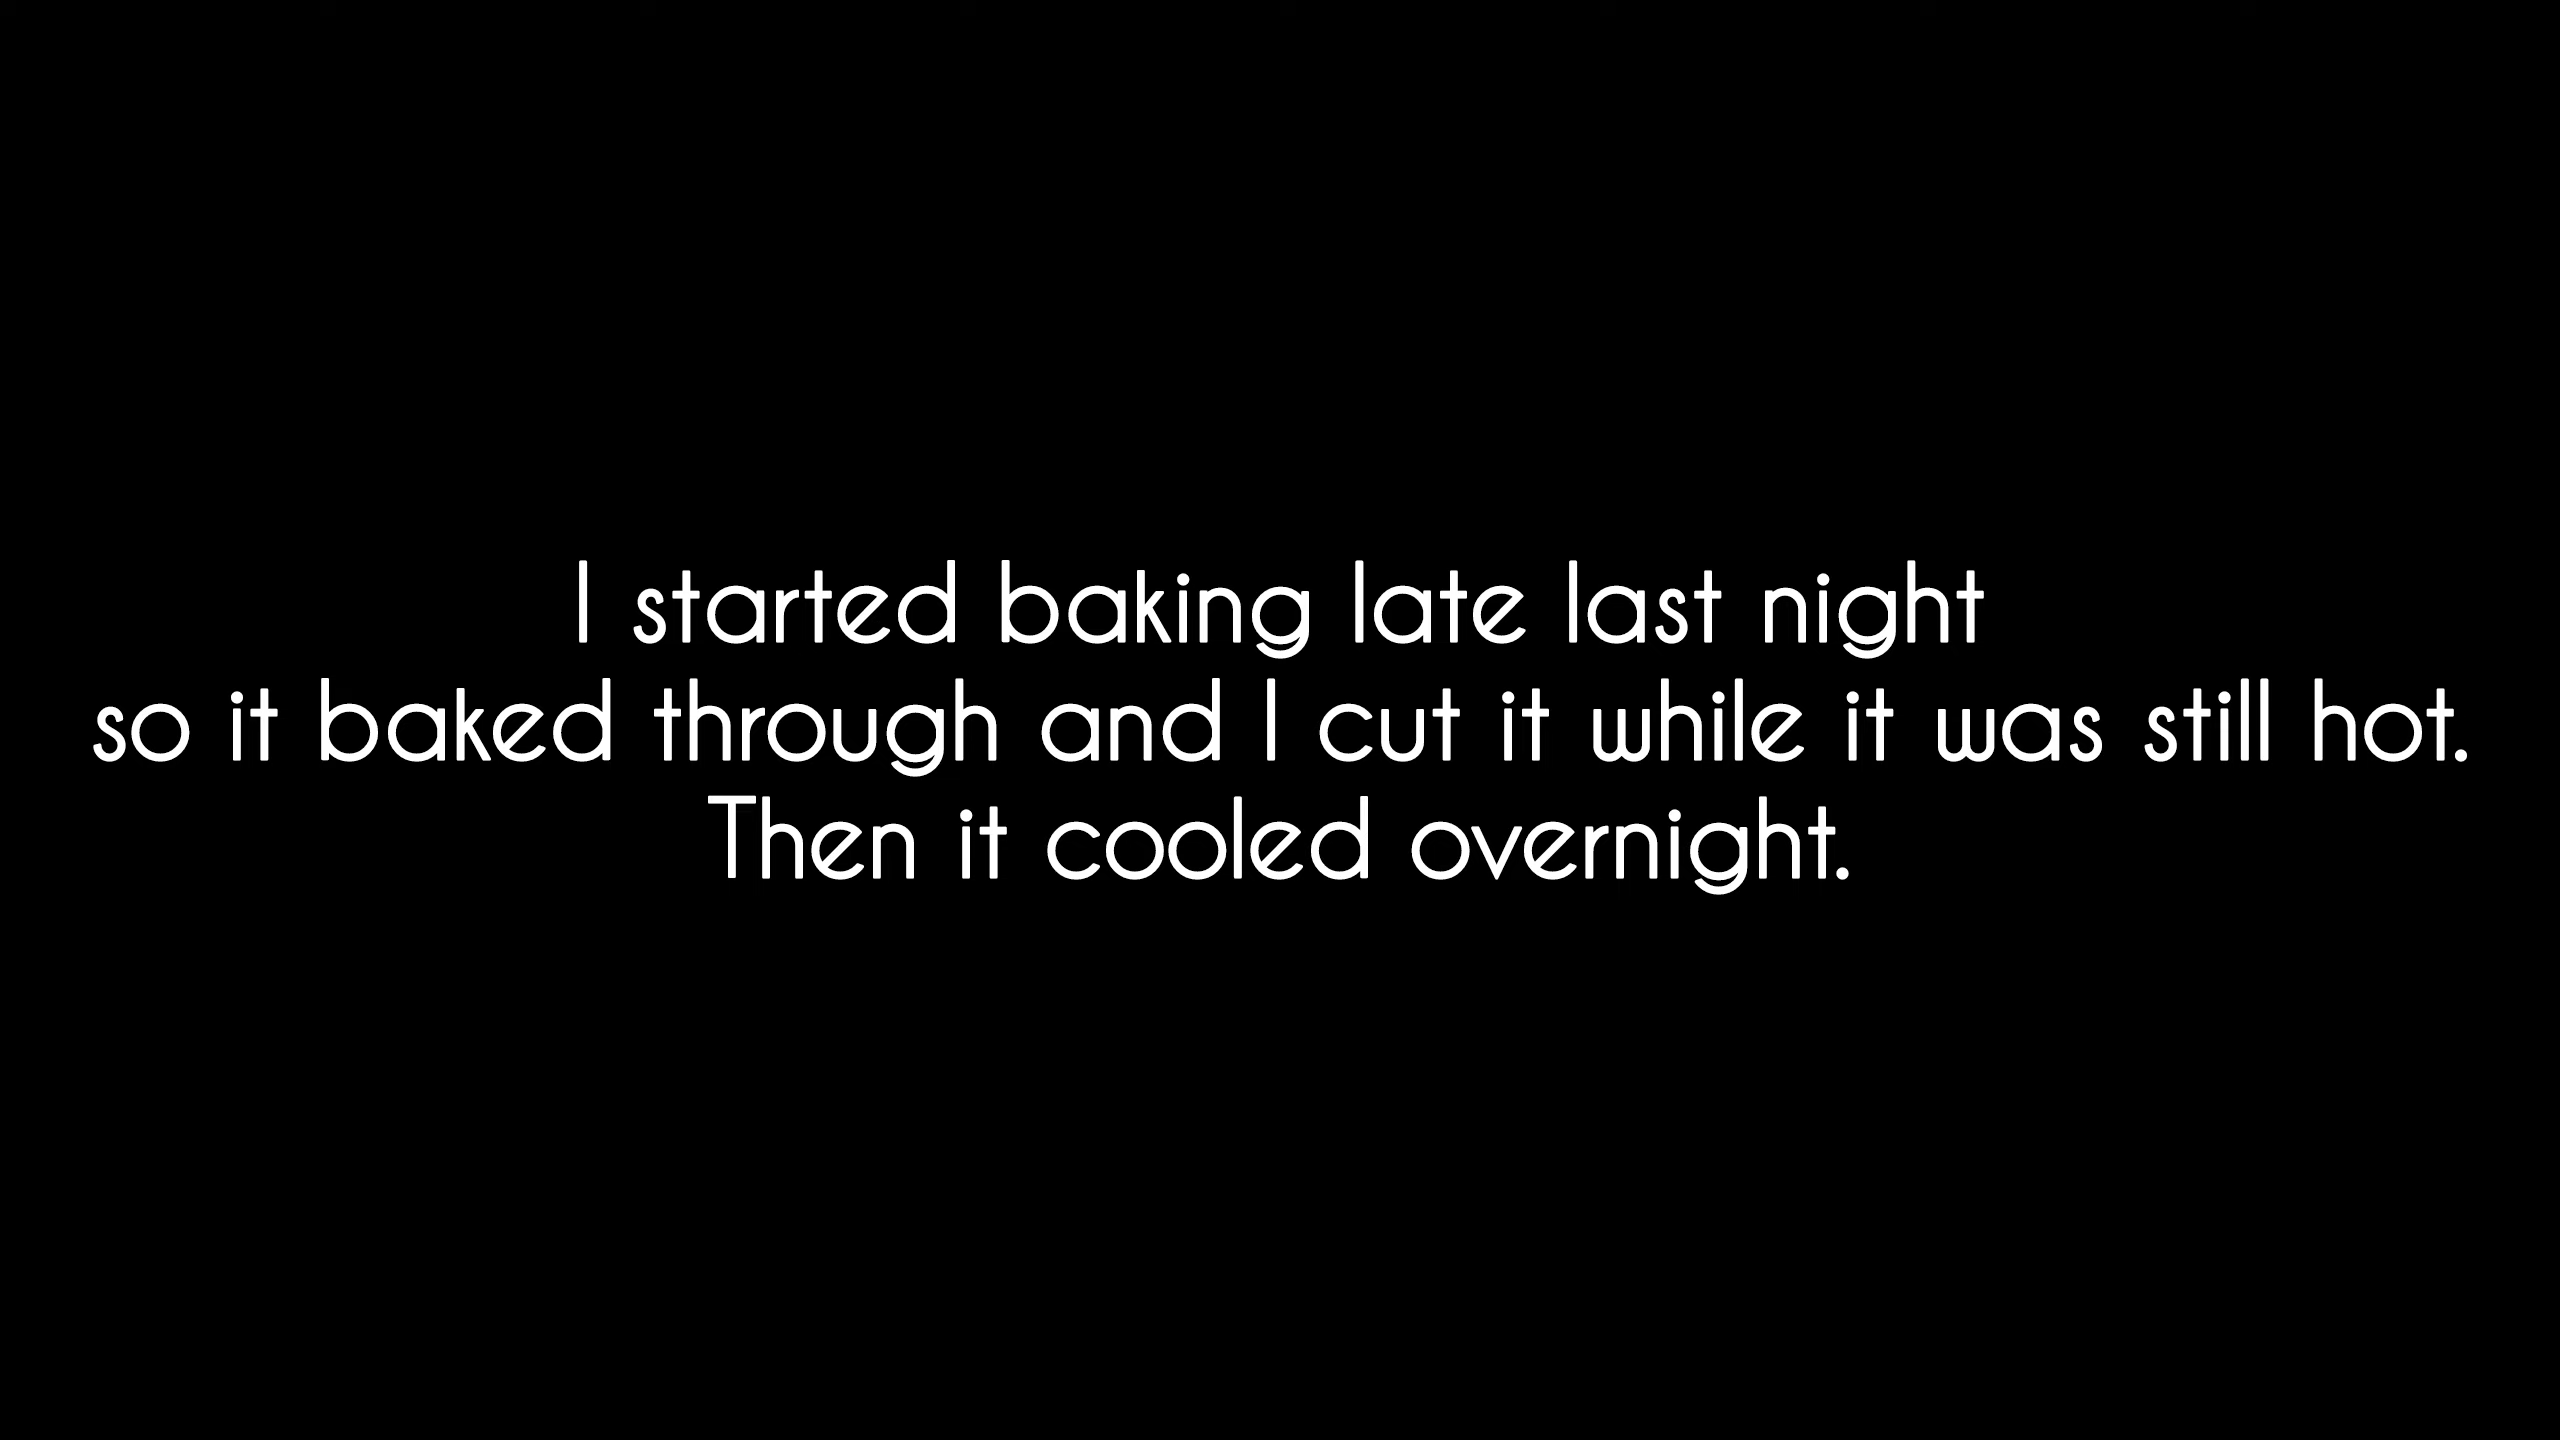 I started baking late last night
so it baked through and I cut it while it was still hot.
Then it cooled overnight.